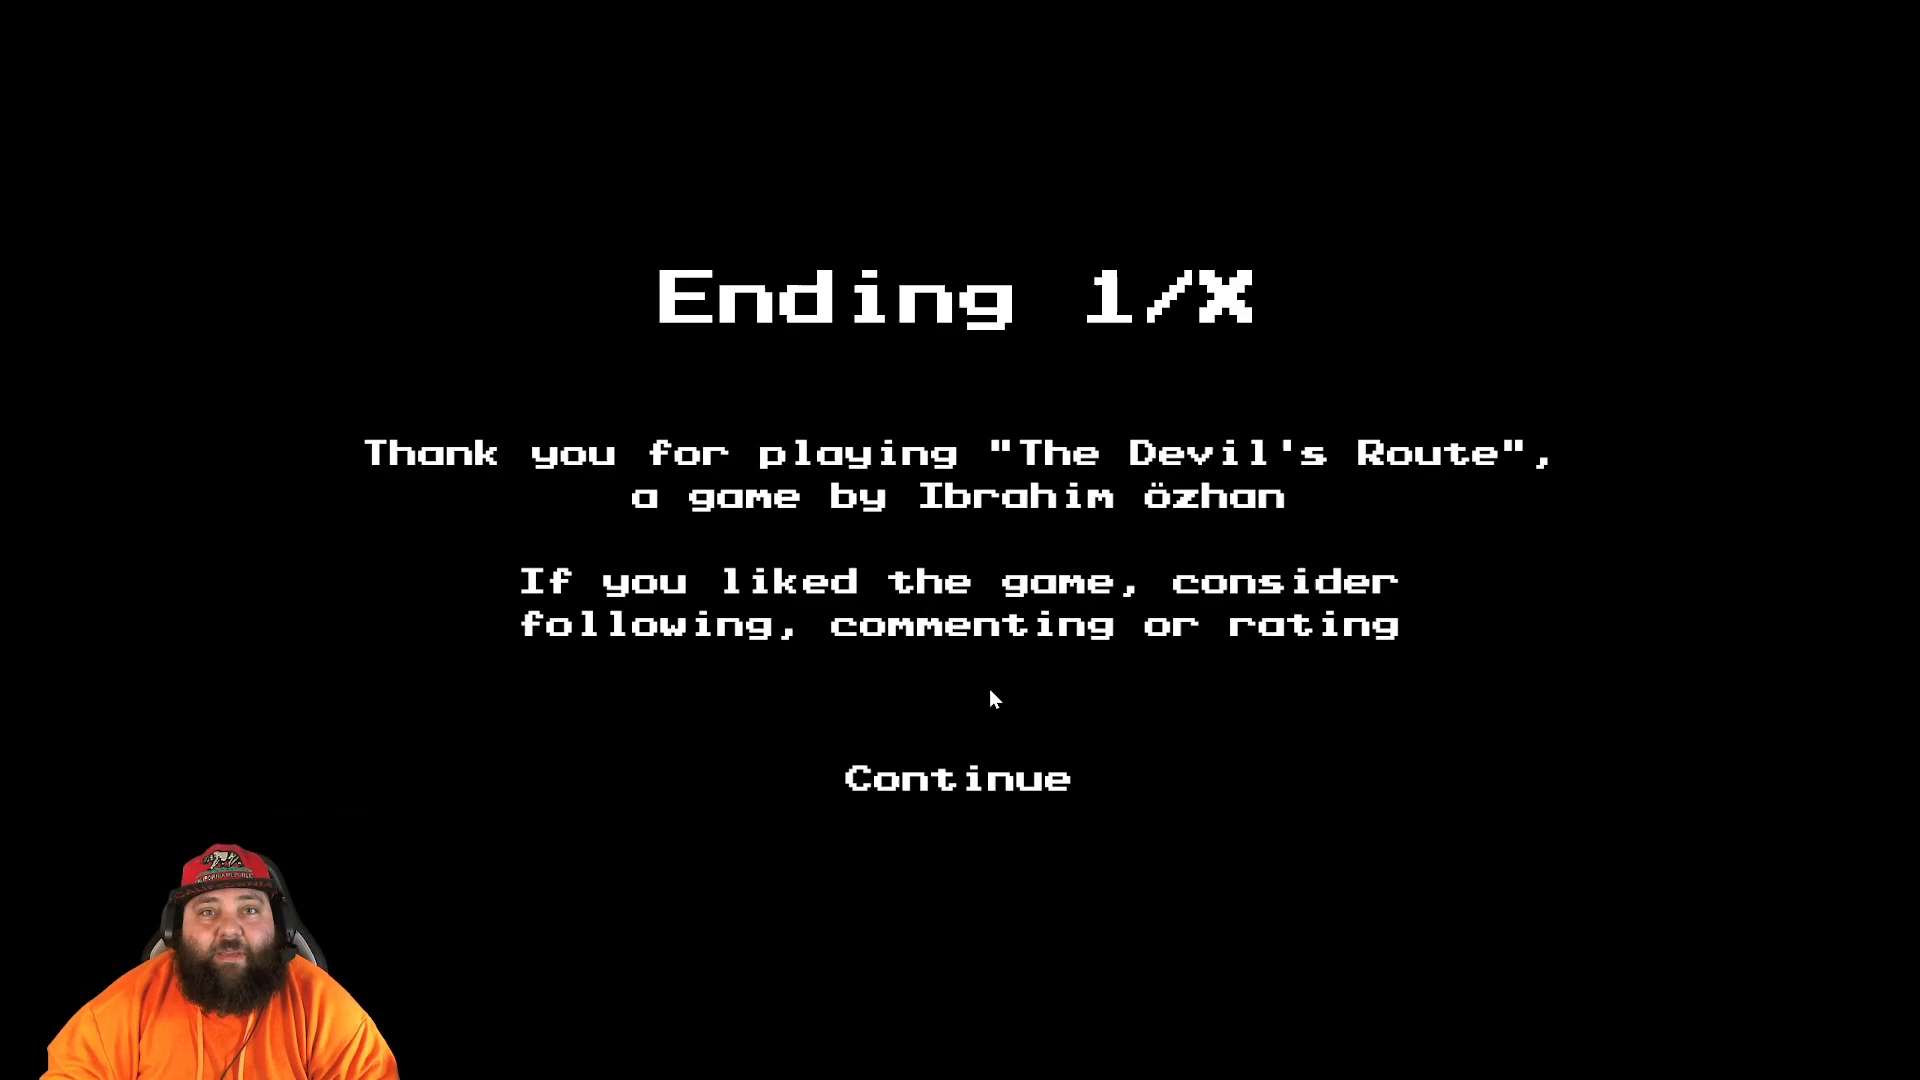 Ending 1/X
Thank you for playing "The Devil's Route",
a game by Ibrahim özhan
If you liked the game, consider
following, commenting or rating
Continue
CALIFORNIA